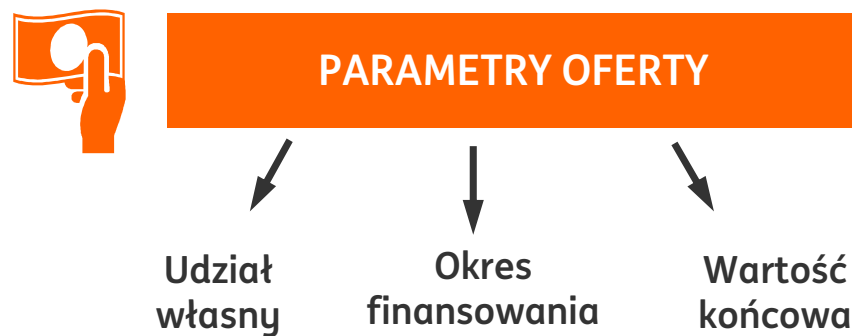 PARAMETRY OFERTY
Udział
własny
Okres
finansowania
Wartość
końcowa